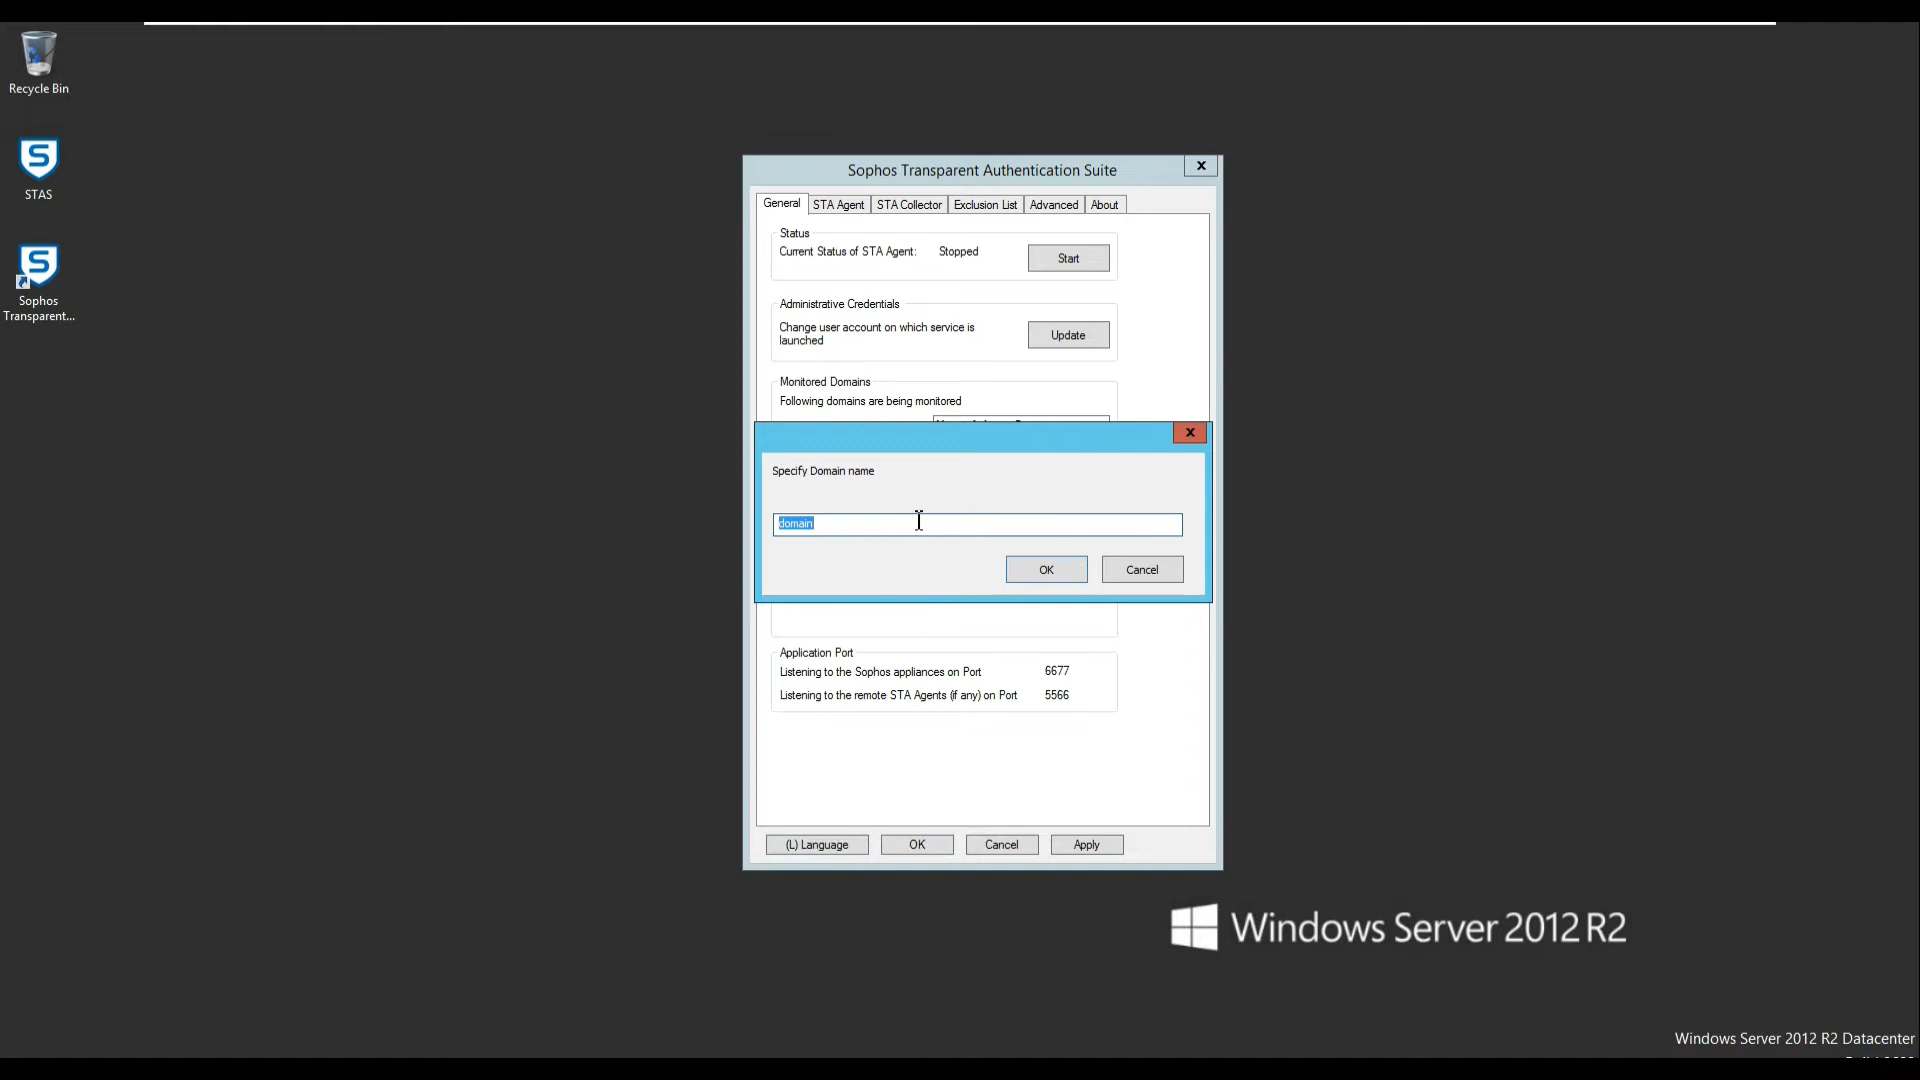 Recycle Bin
STAS
Sophos
Transparent...
Sophos Transparent Authentication Suite
X
General
STA Agent
STA Collector
Exclusion List
Advanced
About
Status
Current Status of STA Agent:
Stopped
Start
Administrative Credentials
Change user account on which service is
launched
Update
Monitored Domains
Following domains are being monitored
X
Specify Domain name
domain
OK
Cancel
Application Port
Listening to the Sophos appliances on Port
6677
Listening to the remote STA Agents (if any) on Port
5566
(L) Language
OK
Cancel
Apply
Windows Server 2012 R2
Windows Server 2012 R2 Datacenter